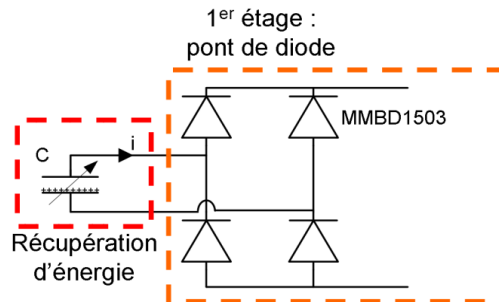 1er étage :
pont de diode
MMBD1503
C
i
++++++++++
Récupération
d'énergie